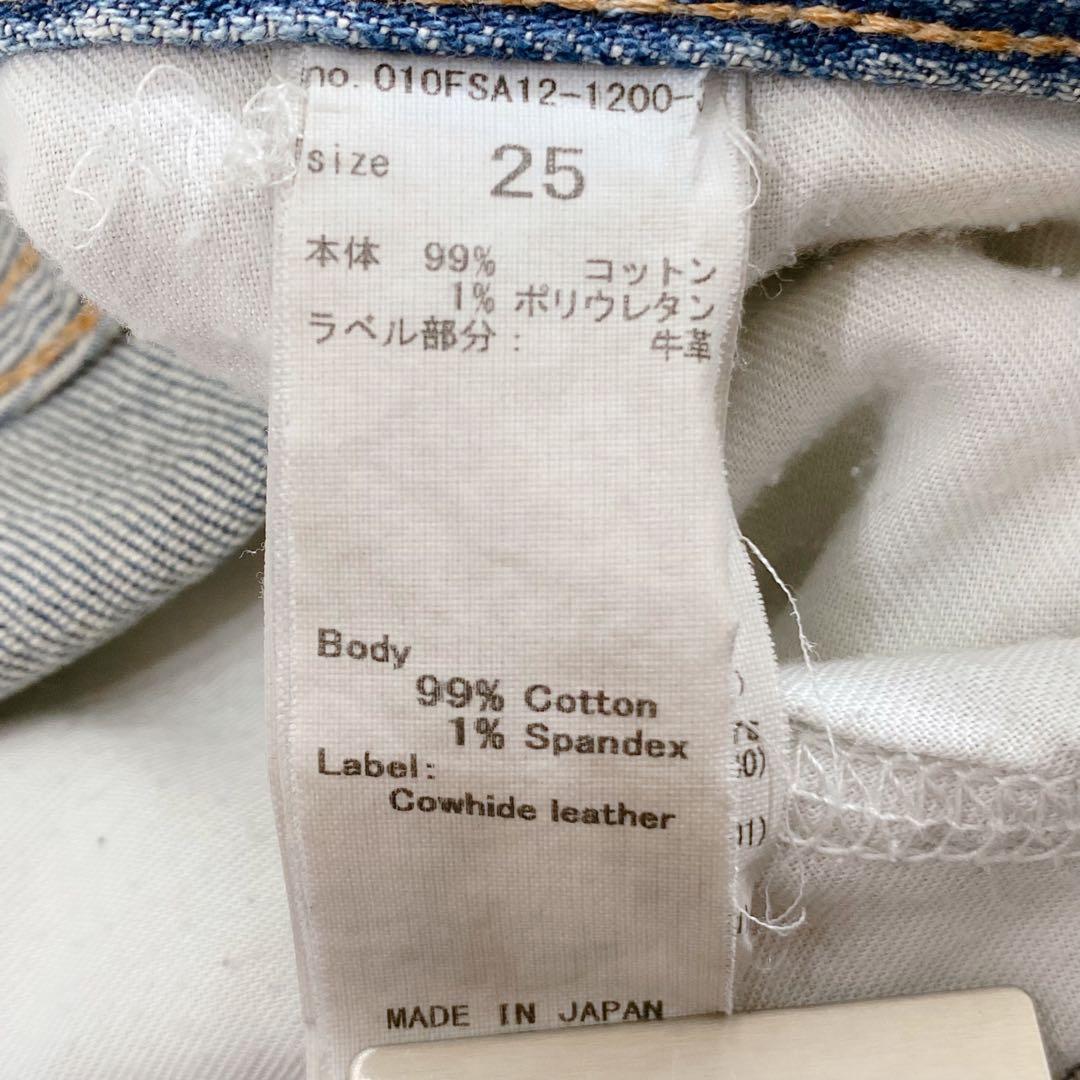 no. 010FSA12-1200-
size 25
本体 99% コットン
1% ポリウレタン
ラベル部分： 牛革
Body
99% Cotton
1% Spandex
Label:
Cowhide leather
MADE IN JAPAN